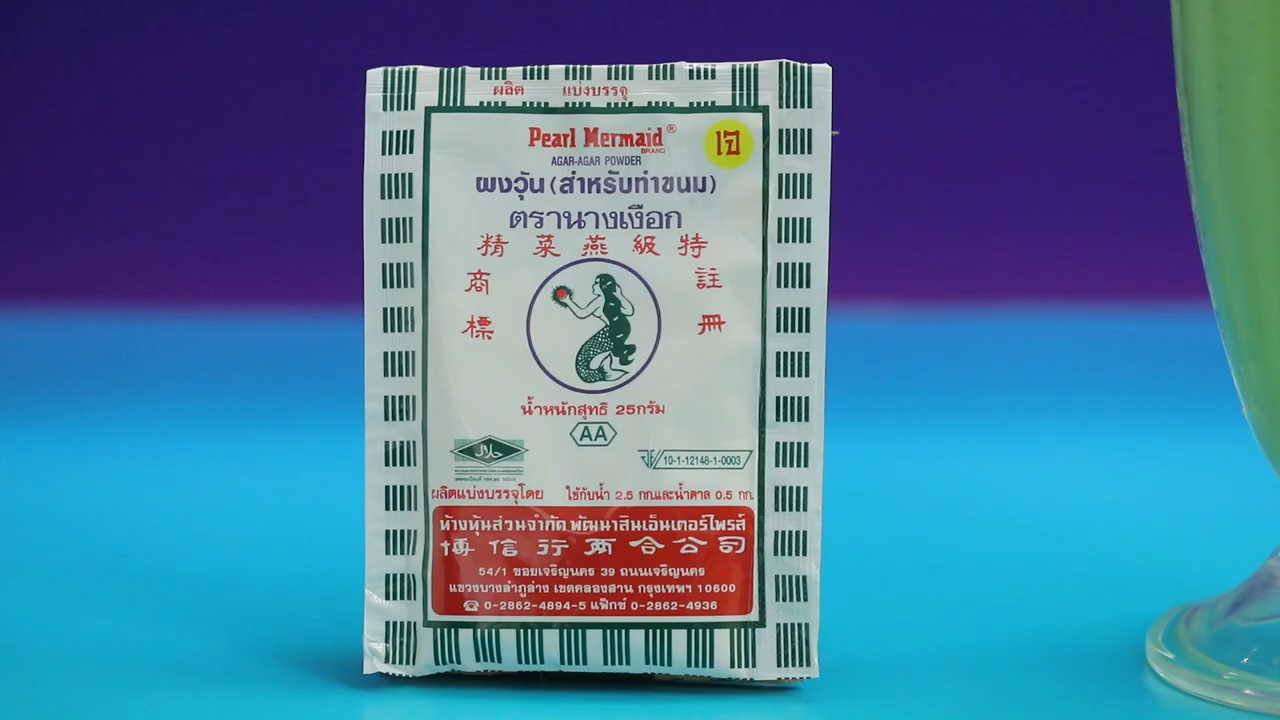 ผลิต แบ่งบรรจุ
Pearl Mermaid®
BRAND
เจ
AGAR-AGAR POWDER
ผงวุ้น (สำหรับทำขนม)
ตรานางเงือก
精菜燕級特
商 註
標 冊
น้ำหนักสุทธิ 25กรัม
AA
حلال
10-1-12148-1-0003
ผลิตแบ่งบรรจุโดย ใช้กับน้ำ 2.5 กก.และน้ำตาล 0.5 กก.
ห้างหุ้นส่วนจำกัด พัฒนาสินเอ็นเตอร์ไพรส์
博信行兩合公司
54/1 ซอยเจริญนคร 39 ถนนเจริญนคร
แขวงบางลำภูล่าง เขตคลองสาน กรุงเทพฯ 10600
☎ 0-2862-4894-5 แฟ๊กซ์ 0-2862-4936